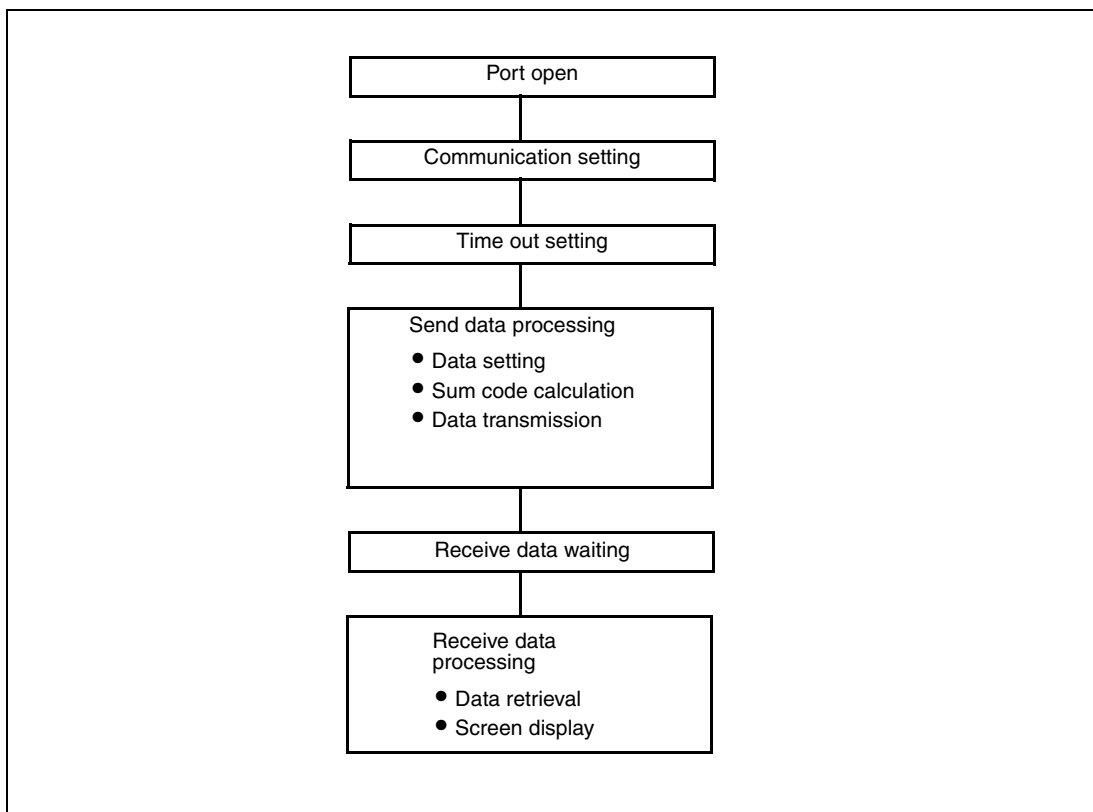 Port open
Communication setting
Time out setting
Send data processing
● Data setting
● Sum code calculation
● Data transmission
Receive data waiting
Receive data
processing
● Data retrieval
● Screen display